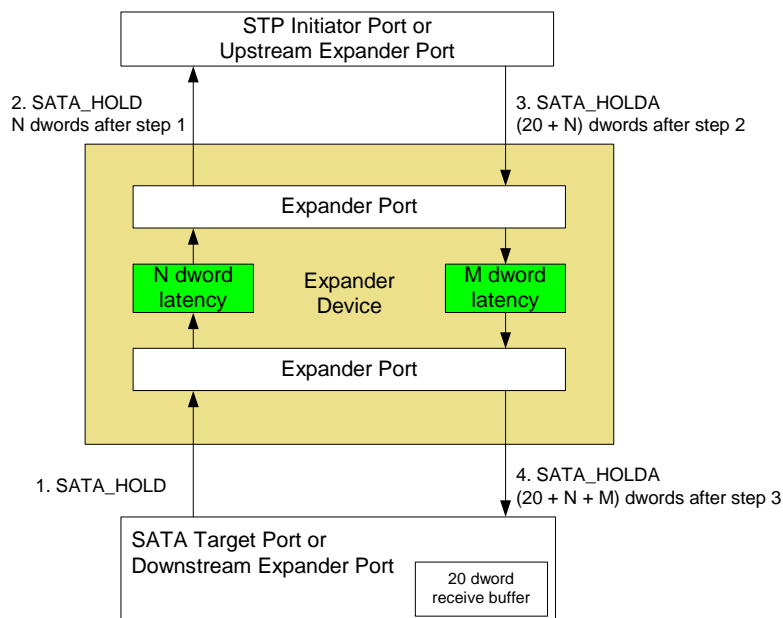 STP Initiator Port or
Upstream Expander Port
2. SATA_HOLD
N dwords after step 1
3. SATA_HOLDA
(20 + N) dwords after step 2
Expander Port
N dword
latency
Expander
Device
M dword
latency
Expander Port
1. SATA_HOLD
4. SATA_HOLDA
(20 + N + M) dwords after step 3
SATA Target Port or
Downstream Expander Port
20 dword
receive buffer